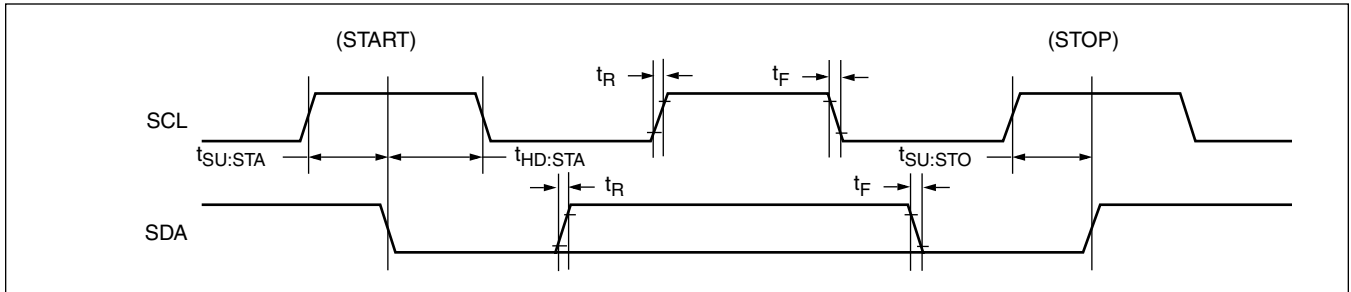 (START) (STOP)
tR tF
SCL
tSU:STA tHD:STA tSU:STO
tR tF
SDA